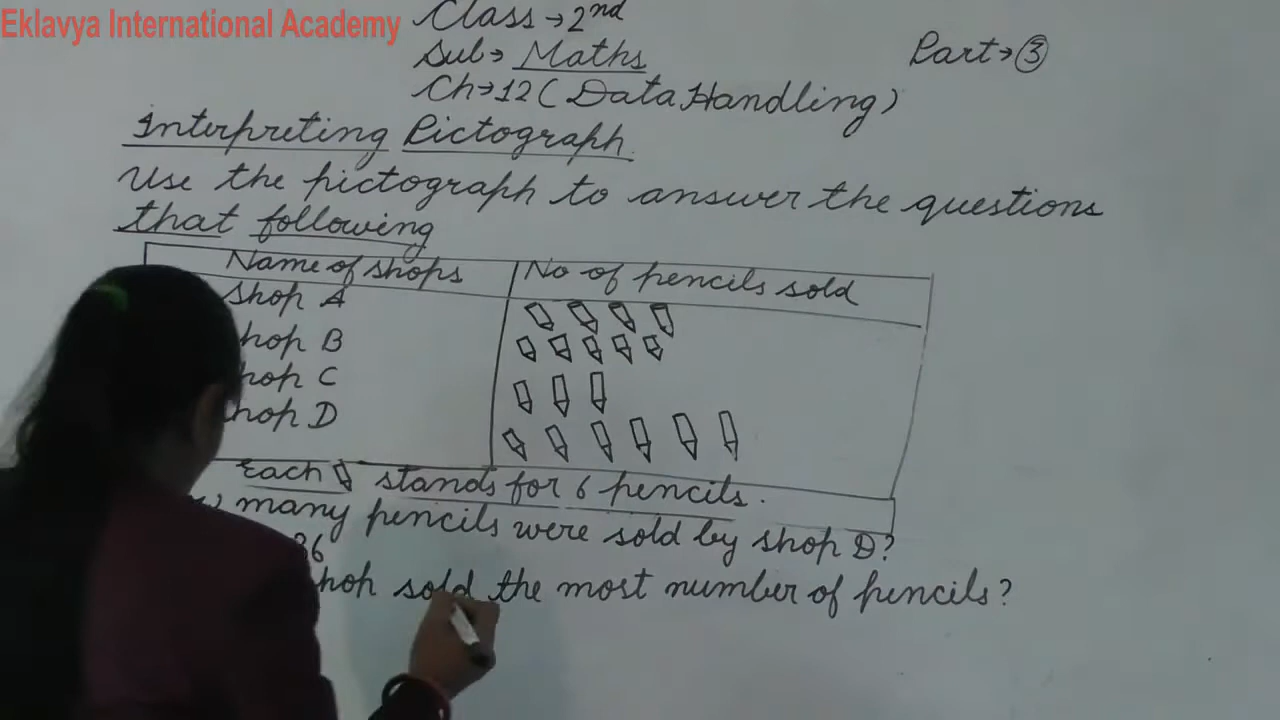 Eklavya International Academy
Class → 2nd
Sub → Maths
Part → 3
Ch → 12 (Data Handling)
Interpreting Pictograph.
Use the pictograph to answer the questions
that following
Name of shops No of pencils sold
Shop A
hop B
hop C
hop D
Each stands for 6 pencils.
many pencils were sold by shop D?
36
hop sold the most number of pencils?